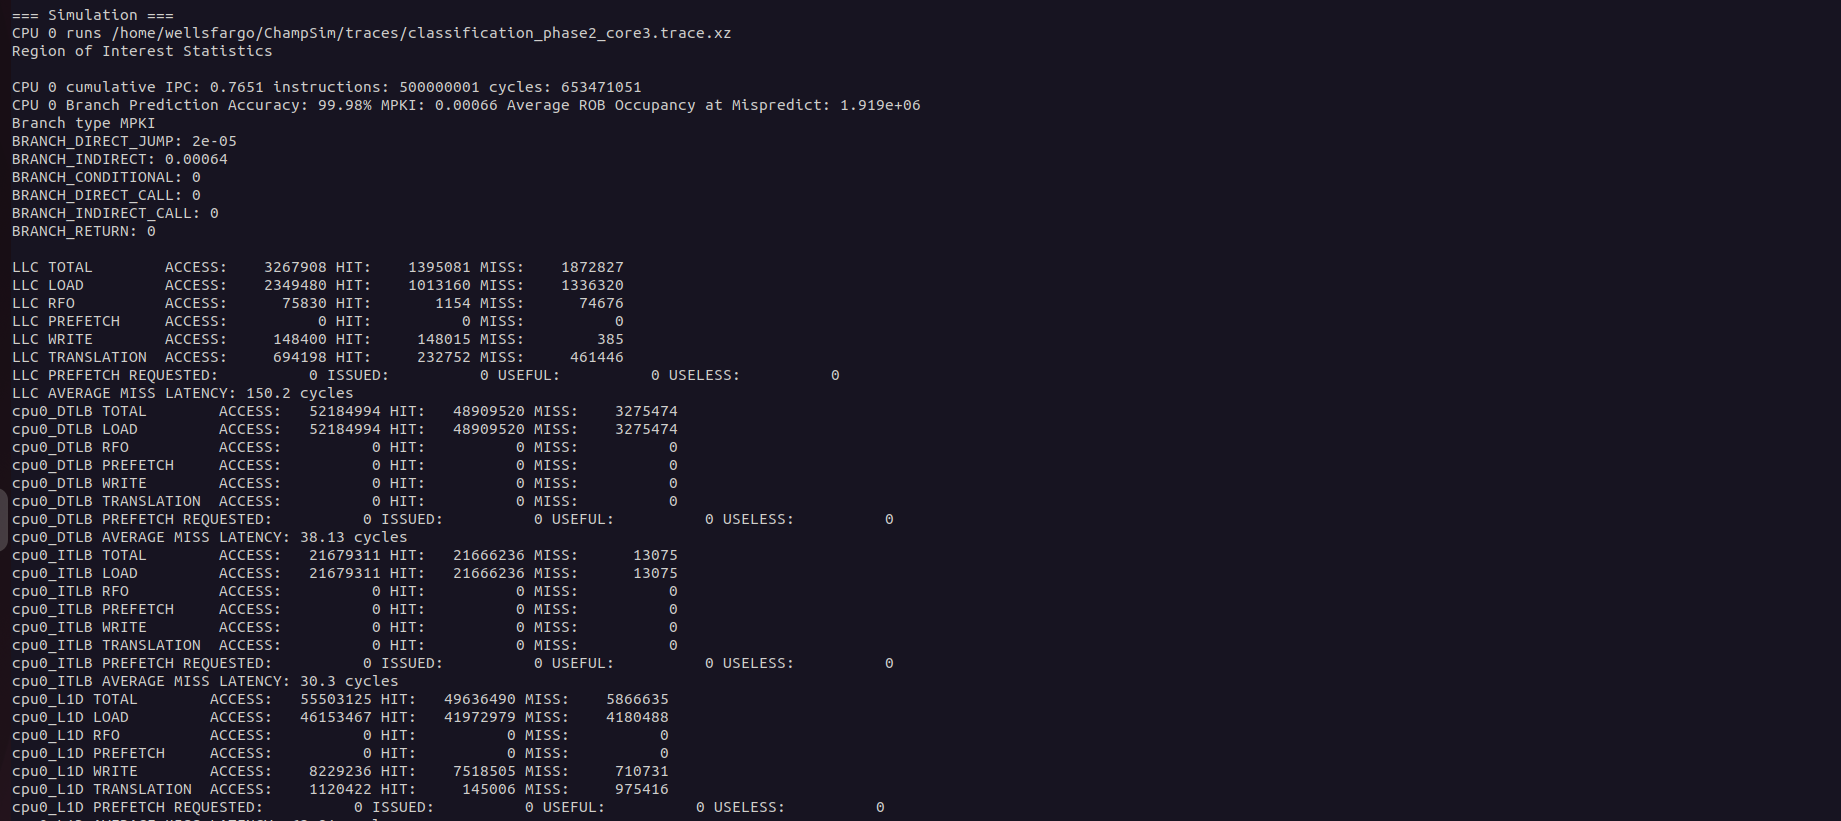 === Simulation ===
CPU 0 runs /home/wellsfargo/ChampSim/traces/classification_phase2_core3.trace.xz
Region of Interest Statistics
CPU 0 cumulative IPC: 0.7651 instructions: 500000001 cycles: 653471051
CPU 0 Branch Prediction Accuracy: 99.98% MPKI: 0.00066 Average ROB Occupancy at Mispredict: 1.919e+06
Branch type MPKI
BRANCH_DIRECT_JUMP: 2e-05
BRANCH_INDIRECT: 0.00064
BRANCH_CONDITIONAL: 0
BRANCH_DIRECT_CALL: 0
BRANCH_INDIRECT_CALL: 0
BRANCH_RETURN: 0
LLC TOTAL ACCESS: 3267908 HIT: 1395081 MISS: 1872827
LLC LOAD ACCESS: 2349480 HIT: 1013160 MISS: 1336320
LLC RFO ACCESS: 75830 HIT: 1154 MISS: 74676
LLC PREFETCH ACCESS: 0 HIT: 0 MISS: 0
LLC WRITE ACCESS: 148400 HIT: 148015 MISS: 385
LLC TRANSLATION ACCESS: 694198 HIT: 232752 MISS: 461446
LLC PREFETCH REQUESTED: 0 ISSUED: 0 USEFUL: 0 USELESS: 0
LLC AVERAGE MISS LATENCY: 150.2 cycles
cpu0_DTLB TOTAL ACCESS: 52184994 HIT: 48909520 MISS: 3275474
cpu0_DTLB LOAD ACCESS: 52184994 HIT: 48909520 MISS: 3275474
cpu0_DTLB RFO ACCESS: 0 HIT: 0 MISS: 0
cpu0_DTLB PREFETCH ACCESS: 0 HIT: 0 MISS: 0
cpu0_DTLB WRITE ACCESS: 0 HIT: 0 MISS: 0
cpu0_DTLB TRANSLATION ACCESS: 0 HIT: 0 MISS: 0
cpu0_DTLB PREFETCH REQUESTED: 0 ISSUED: 0 USEFUL: 0 USELESS: 0
cpu0_DTLB AVERAGE MISS LATENCY: 38.13 cycles
cpu0_ITLB TOTAL ACCESS: 21679311 HIT: 21666236 MISS: 13075
cpu0_ITLB LOAD ACCESS: 21679311 HIT: 21666236 MISS: 13075
cpu0_ITLB RFO ACCESS: 0 HIT: 0 MISS: 0
cpu0_ITLB PREFETCH ACCESS: 0 HIT: 0 MISS: 0
cpu0_ITLB WRITE ACCESS: 0 HIT: 0 MISS: 0
cpu0_ITLB TRANSLATION ACCESS: 0 HIT: 0 MISS: 0
cpu0_ITLB PREFETCH REQUESTED: 0 ISSUED: 0 USEFUL: 0 USELESS: 0
cpu0_ITLB AVERAGE MISS LATENCY: 30.3 cycles
cpu0_L1D TOTAL ACCESS: 55503125 HIT: 49636490 MISS: 5866635
cpu0_L1D LOAD ACCESS: 46153467 HIT: 41972979 MISS: 4180488
cpu0_L1D RFO ACCESS: 0 HIT: 0 MISS: 0
cpu0_L1D PREFETCH ACCESS: 0 HIT: 0 MISS: 0
cpu0_L1D WRITE ACCESS: 8229236 HIT: 7518505 MISS: 710731
cpu0_L1D TRANSLATION ACCESS: 1120422 HIT: 145006 MISS: 975416
cpu0_L1D PREFETCH REQUESTED: 0 ISSUED: 0 USEFUL: 0 USELESS: 0